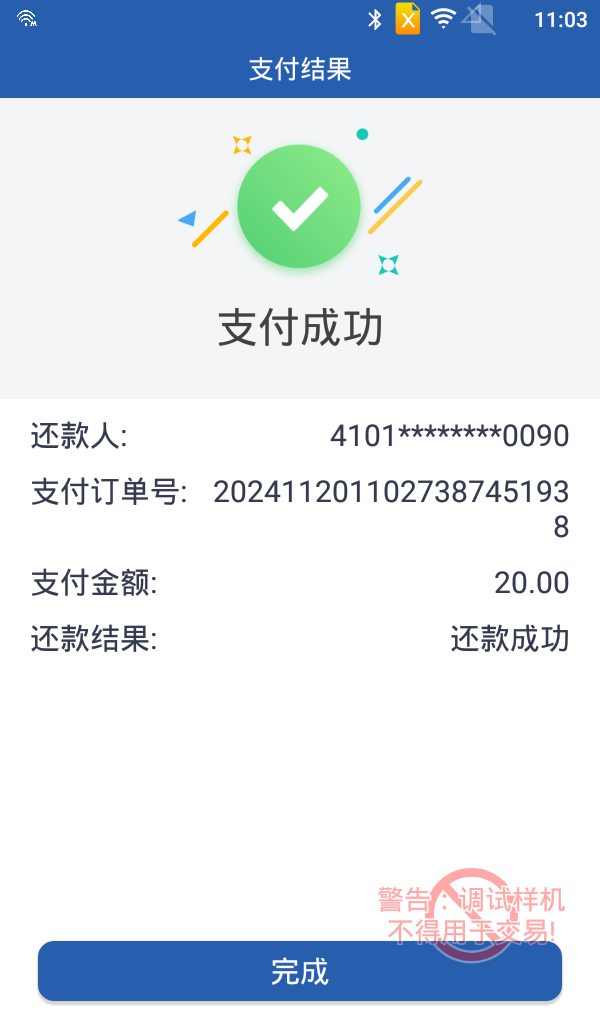 11:03
支付结果
支付成功
还款人: 4101********0090
支付订单号: 202411201102738745193
8
支付金额: 20.00
还款结果: 还款成功
警告：调试样机
不得用于交易!
完成